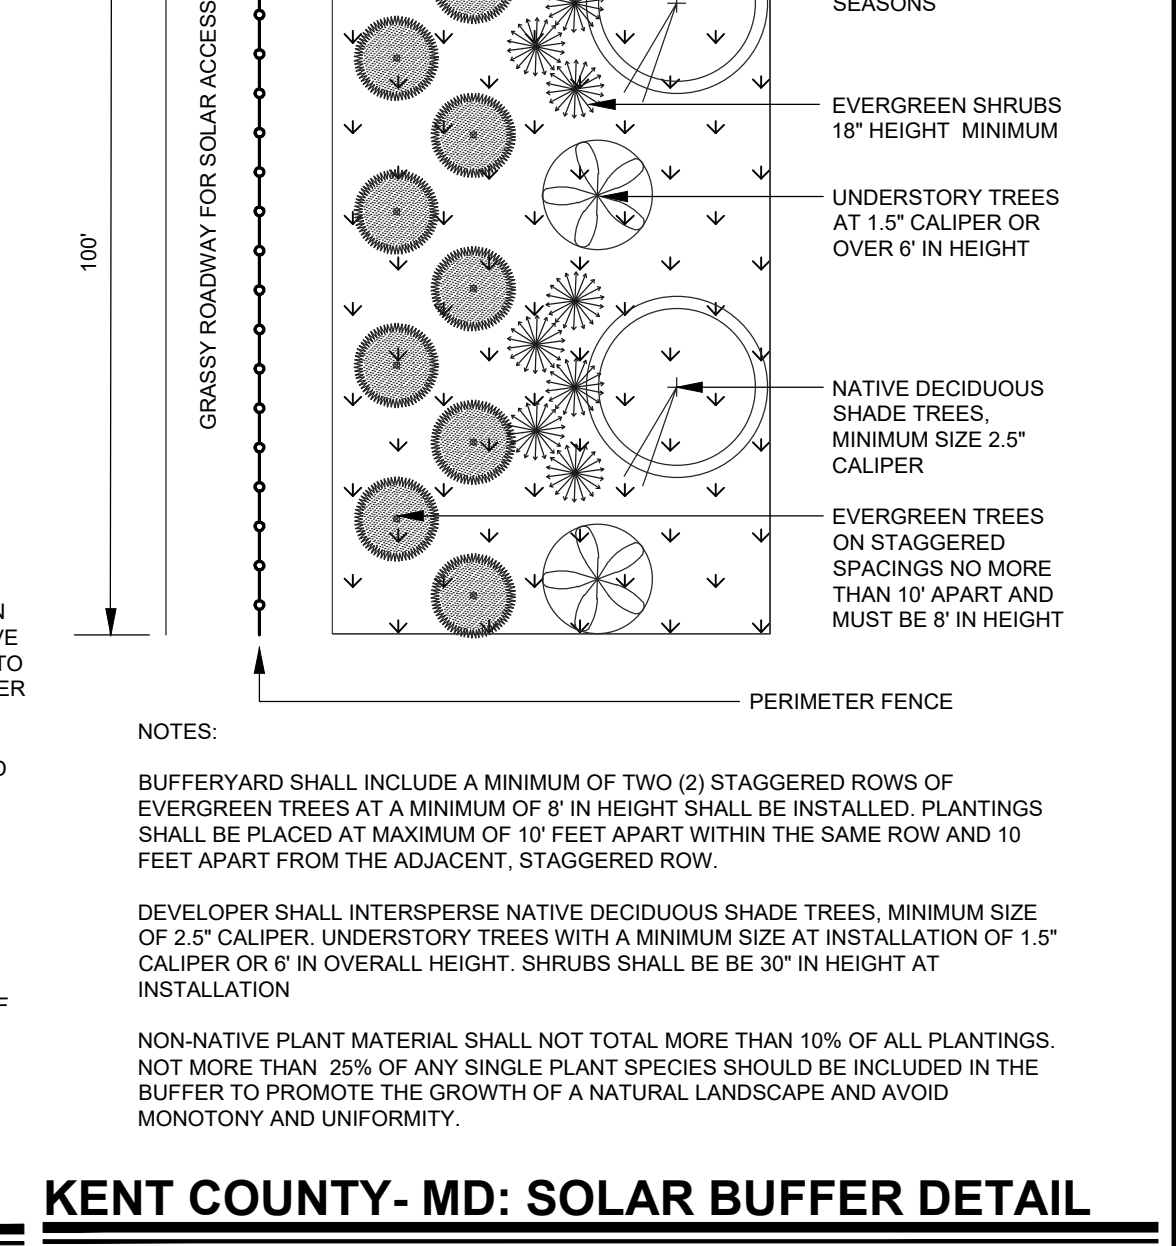 SEASONS
EVERGREEN SHRUBS
18" HEIGHT MINIMUM
UNDERSTORY TREES
AT 1.5" CALIPER OR
OVER 6' IN HEIGHT
NATIVE DECIDUOUS
SHADE TREES,
MINIMUM SIZE 2.5"
CALIPER
EVERGREEN TREES
ON STAGGERED
SPACINGS NO MORE
THAN 10' APART AND
MUST BE 8' IN HEIGHT
GRASSY ROADWAY FOR SOLAR ACCESS
100'
TO
ER
PERIMETER FENCE
NOTES:
BUFFERYARD SHALL INCLUDE A MINIMUM OF TWO (2) STAGGERED ROWS OF
EVERGREEN TREES AT A MINIMUM OF 8' IN HEIGHT SHALL BE INSTALLED. PLANTINGS
SHALL BE PLACED AT MAXIMUM OF 10' FEET APART WITHIN THE SAME ROW AND 10
FEET APART FROM THE ADJACENT, STAGGERED ROW.
DEVELOPER SHALL INTERSPERSE NATIVE DECIDUOUS SHADE TREES, MINIMUM SIZE
OF 2.5" CALIPER. UNDERSTORY TREES WITH A MINIMUM SIZE AT INSTALLATION OF 1.5"
CALIPER OR 6' IN OVERALL HEIGHT. SHRUBS SHALL BE BE 30" IN HEIGHT AT
INSTALLATION
NON-NATIVE PLANT MATERIAL SHALL NOT TOTAL MORE THAN 10% OF ALL PLANTINGS.
NOT MORE THAN 25% OF ANY SINGLE PLANT SPECIES SHOULD BE INCLUDED IN THE
BUFFER TO PROMOTE THE GROWTH OF A NATURAL LANDSCAPE AND AVOID
MONOTONY AND UNIFORMITY.
KENT COUNTY- MD: SOLAR BUFFER DETAIL